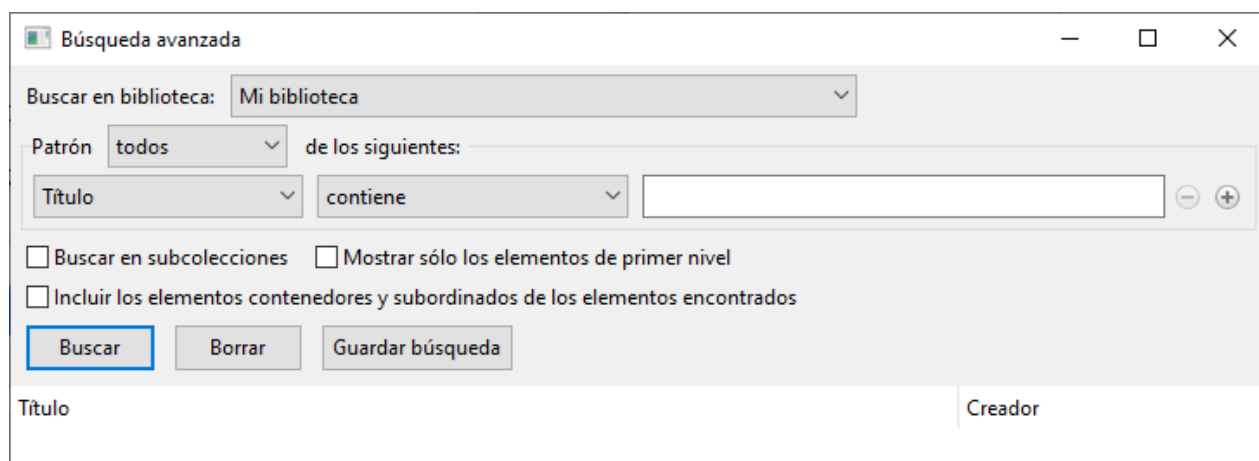 Búsqueda avanzada
Buscar en biblioteca: Mi biblioteca
Patrón todos de los siguientes:
Título contiene
Buscar en subcolecciones Mostrar sólo los elementos de primer nivel
Incluir los elementos contenedores y subordinados de los elementos encontrados
Buscar Borrar Guardar búsqueda
Título Creador